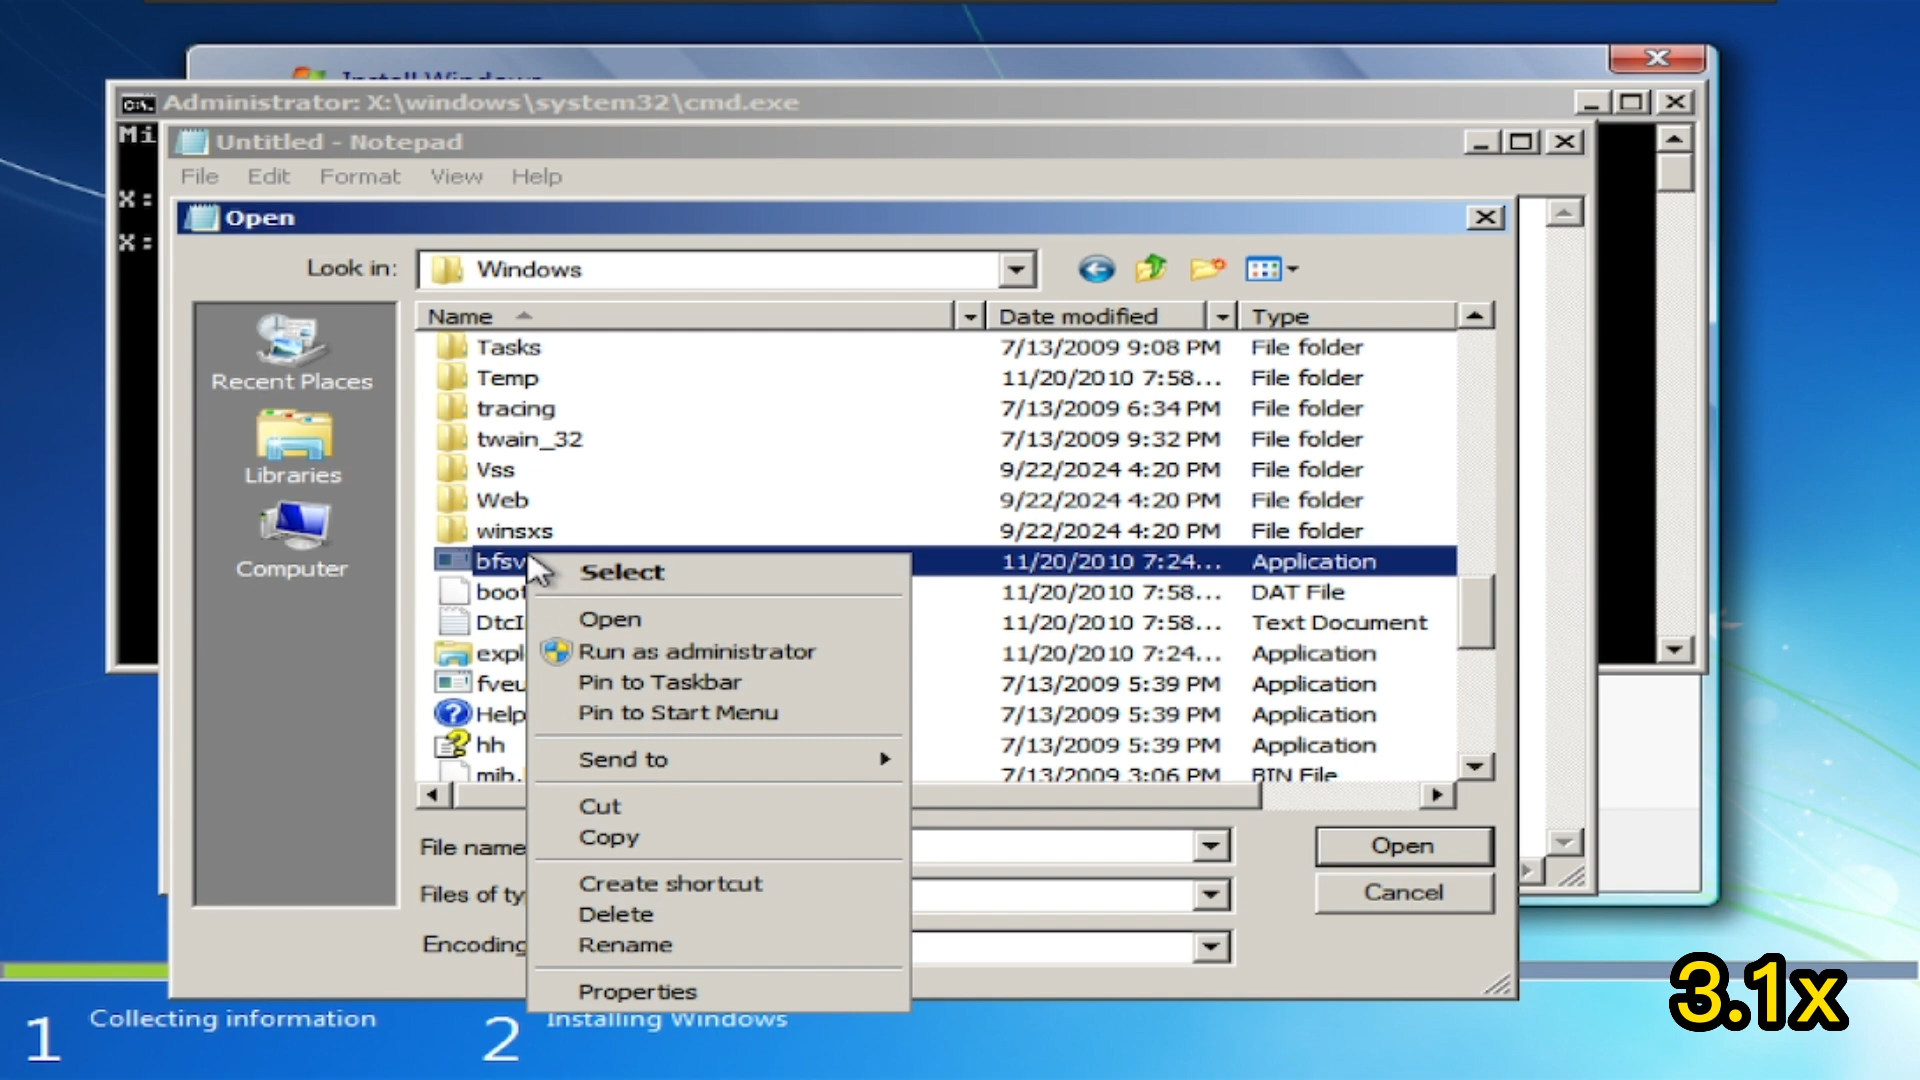 Install Windows
Administrator: X:\windows\system32\cmd.exe
Mi
Untitled - Notepad
File Edit Format View Help
X:
X:
Open
Look in: Windows
Name Date modified Type
Recent Places
Libraries
Computer
Tasks 7/13/2009 9:08 PM File folder
Temp 11/20/2010 7:58... File folder
tracing 7/13/2009 6:34 PM File folder
twain_32 7/13/2009 9:32 PM File folder
Vss 9/22/2024 4:20 PM File folder
Web 9/22/2024 4:20 PM File folder
winsxs 9/22/2024 4:20 PM File folder
bfsv 11/20/2010 7:24... Application
boot 11/20/2010 7:58... DAT File
DtcI 11/20/2010 7:58... Text Document
expl 11/20/2010 7:24... Application
fveu 7/13/2009 5:39 PM Application
Help 7/13/2009 5:39 PM Application
hh 7/13/2009 5:39 PM Application
mib. 7/13/2009 3:06 PM BIN File
Select
Open
Run as administrator
Pin to Taskbar
Pin to Start Menu
Send to
Cut
Copy
Create shortcut
Delete
Rename
Properties
File name
Files of ty
Encoding
Open
Cancel
1 Collecting information
2 Installing Windows
3.1x